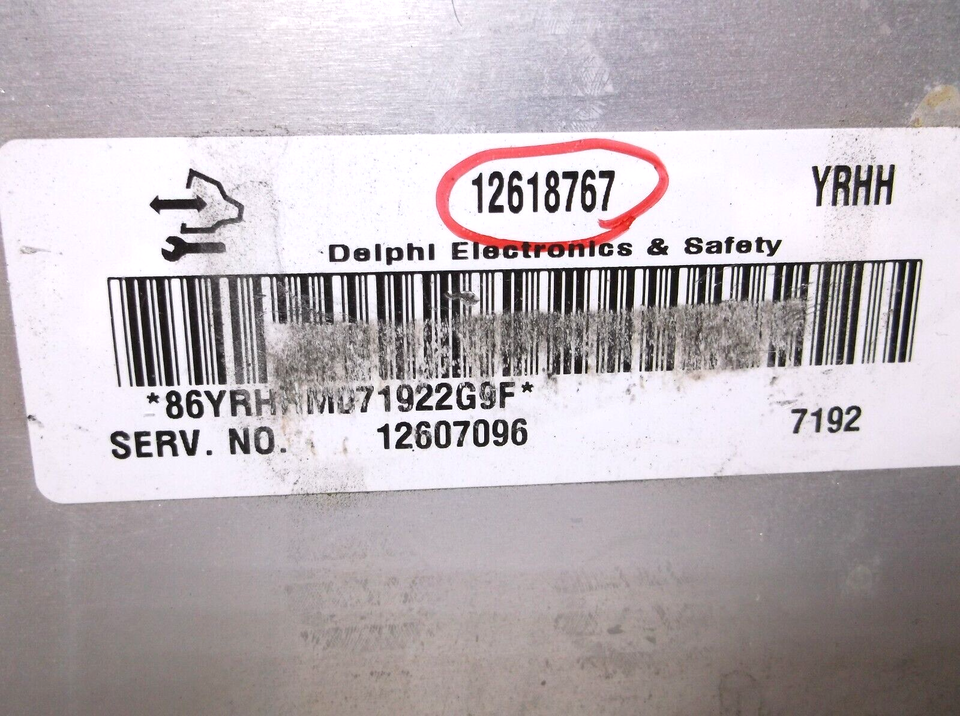 12618767 YRHH
Delphi Electronics & Safety
7192
SERV. NO. 12607096